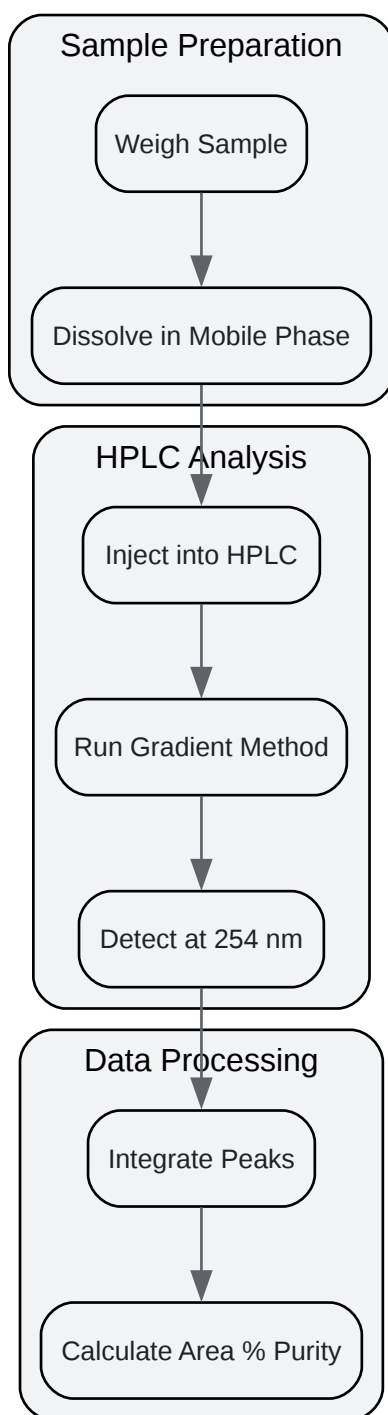 Sample Preparation
Weigh Sample
Dissolve in Mobile Phase
HPLC Analysis
Inject into HPLC
Run Gradient Method
Detect at 254 nm
Data Processing
Integrate Peaks
Calculate Area % Purity